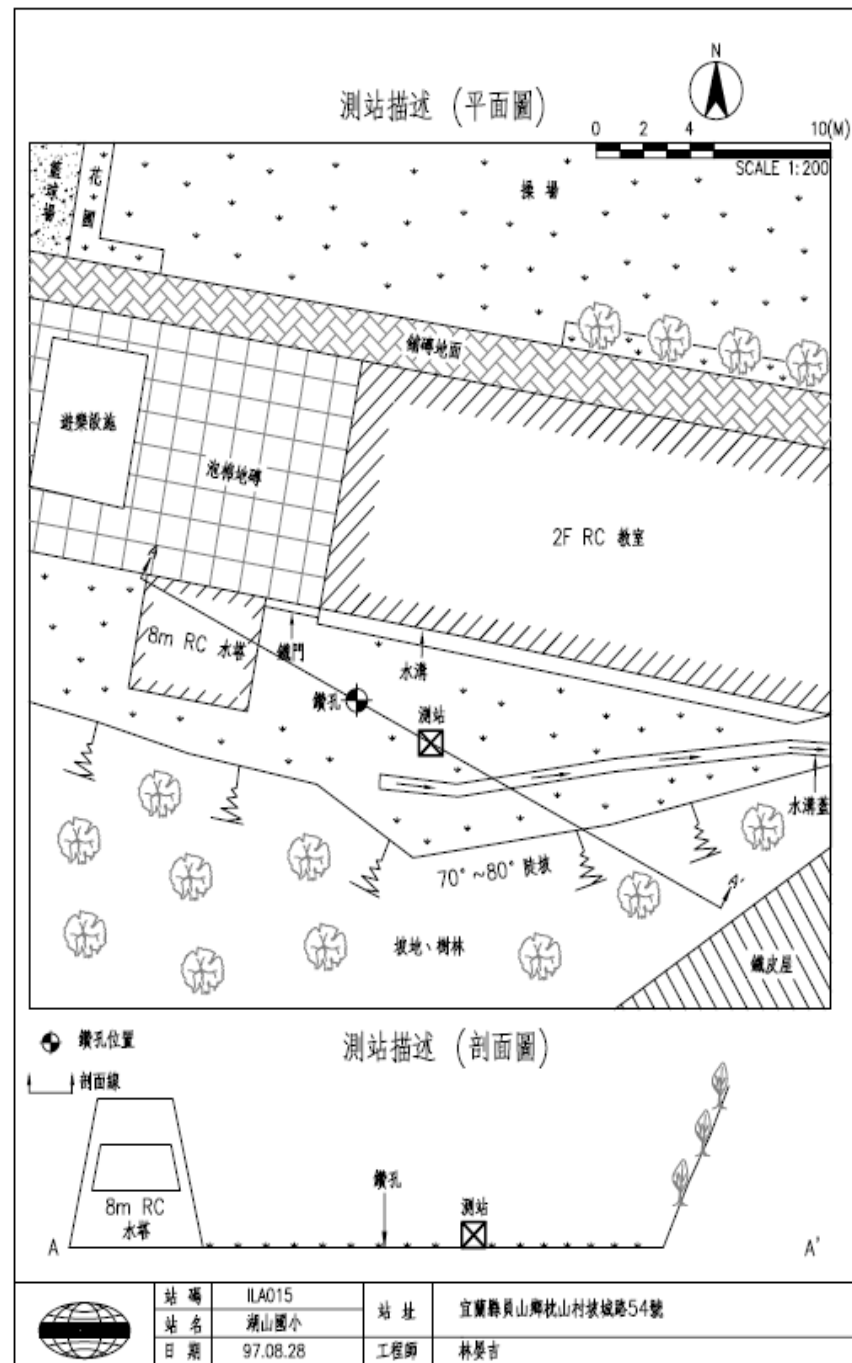 N
測站描述 (平面圖)
0 2 4 10(M)
SCALE 1:200
籃球場
花圃
操場
鋪磚地面
遊樂設施
泡棉地磚
2F RC 教室
A
8m RC 水塔
鐵門
水溝
鑽孔
測站
水溝蓋
70°~80° 陡坡
A'
坡地、樹林
鐵皮屋
鑽孔位置
測站描述 (剖面圖)
剖面線
鑽孔
8m RC
水塔
測站
A
A'
站 碼 ILA015
站 址 宜蘭縣員山鄉枕山村坡城路54號
站 名 湖山國小
日 期 97.08.28
工程師 林晏吉